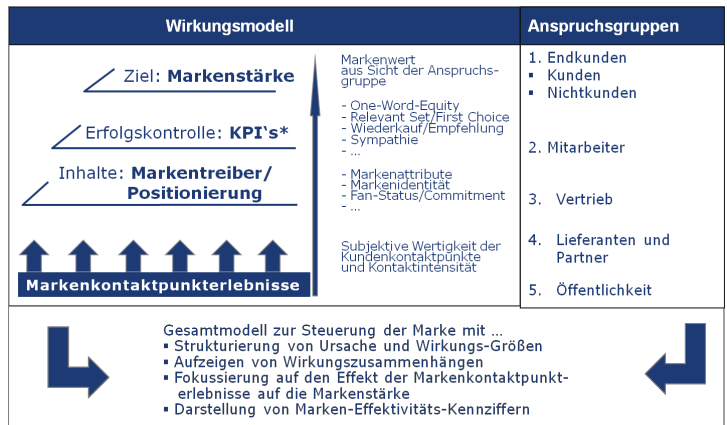 Wirkungsmodell
Ziel: Markenstärke
Erfolgskontrolle: KPI‘s*
Inhalte: Markentreiber/
Positionierung
Markenkontaktpunkterlebnisse
Markenwert
aus Sicht der Anspruchs-
gruppe
- One-Word-Equity
- Relevant Set/First Choice
- Wiederkauf/Empfehlung
- Sympathie
- ...
- Markenattribute
- Markenidentität
- Fan-Status/Commitment
- ...
Subjektive Wertigkeit der
Kundenkontaktpunkte
und Kontaktintensität
Anspruchsgruppen
1. Endkunden
▪ Kunden
▪ Nichtkunden
2. Mitarbeiter
3. Vertrieb
4. Lieferanten und
Partner
5. Öffentlichkeit
Gesamtmodell zur Steuerung der Marke mit ...
▪ Strukturierung von Ursache und Wirkungs-Größen
▪ Aufzeigen von Wirkungszusammenhängen
▪ Fokussierung auf den Effekt der Markenkontaktpunkt-
erlebnisse auf die Markenstärke
▪ Darstellung von Marken-Effektivitäts-Kennziffern